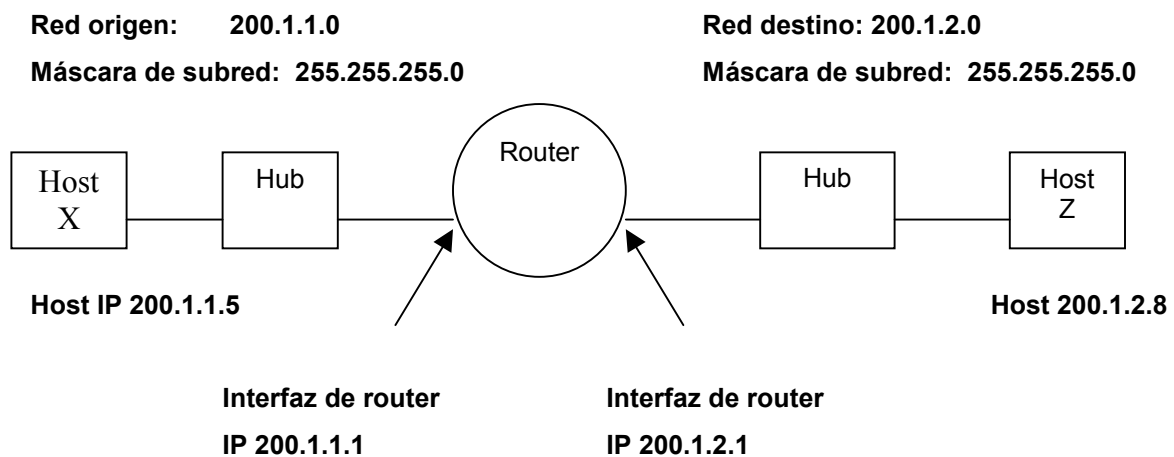 Red origen: 200.1.1.0
Máscara de subred: 255.255.255.0
Red destino: 200.1.2.0
Máscara de subred: 255.255.255.0
Host
X
Hub
Router
Hub
Host
Z
Host IP 200.1.1.5
Host 200.1.2.8
Interfaz de router
IP 200.1.1.1
Interfaz de router
IP 200.1.2.1